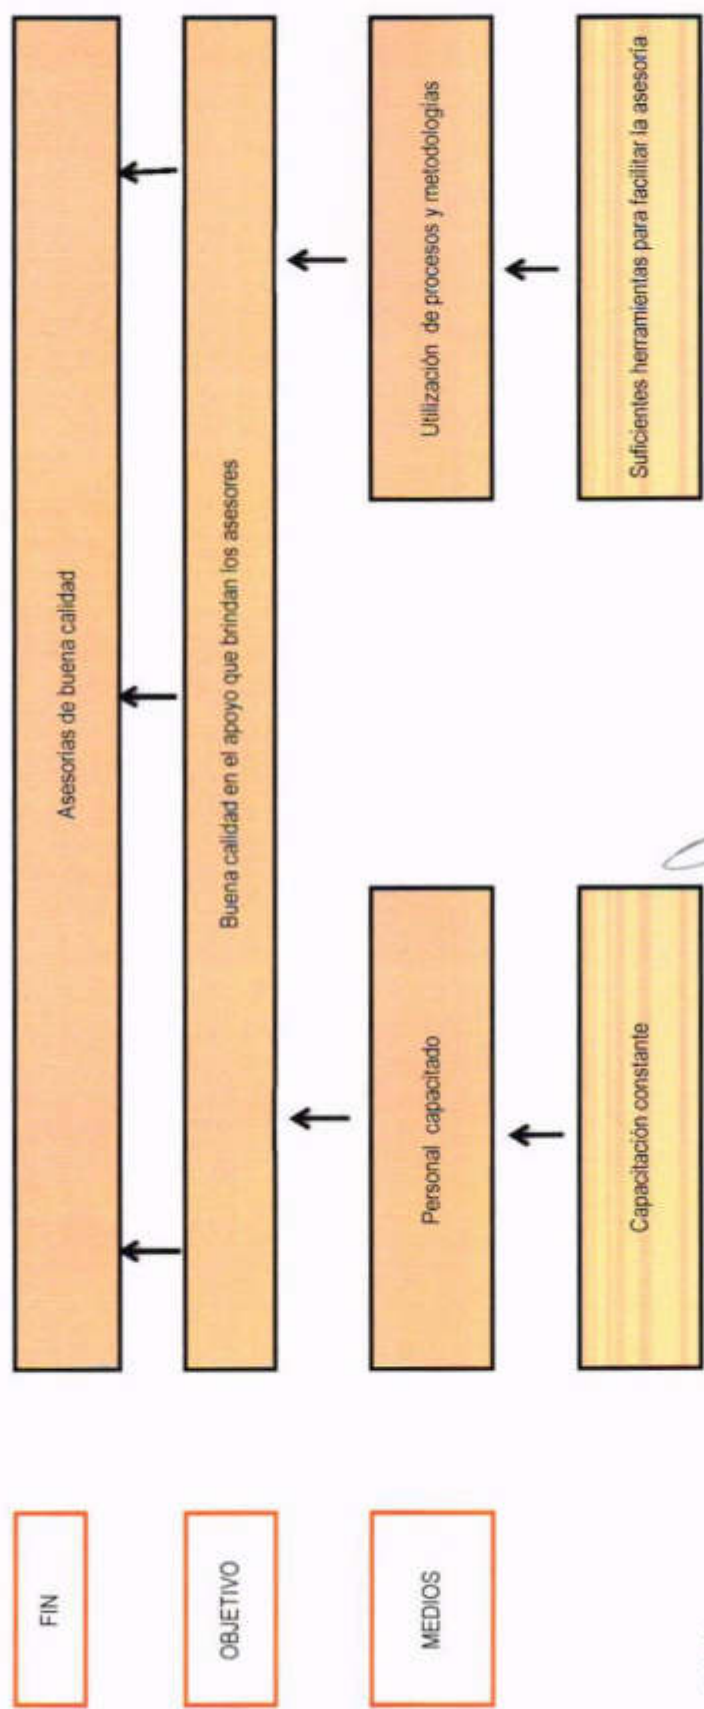 FIN
Asesorías de buena calidad
OBJETIVO
Buena calidad en el apoyo que brindan los asesores
MEDIOS
Personal capacitado
Utilización de procesos y metodologías
Capacitación constante
Suficientes herramientas para facilitar la asesoría